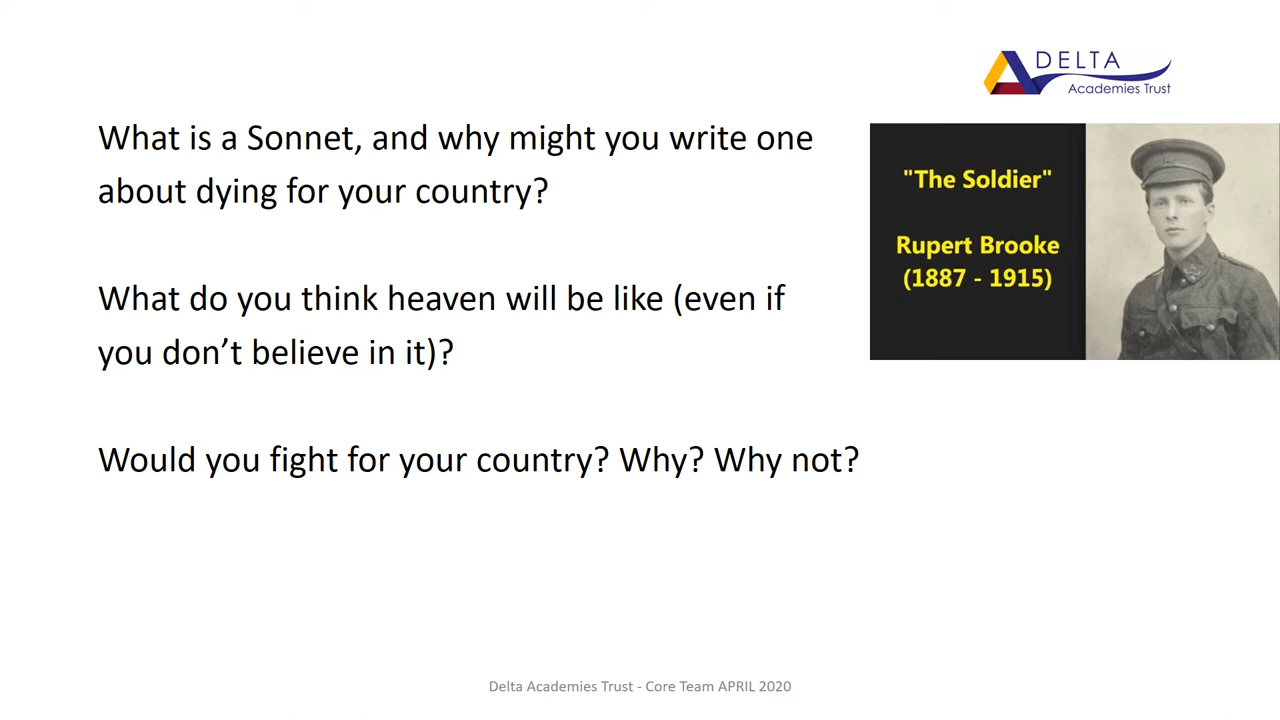 DELTA
Academies Trust
What is a Sonnet, and why might you write one
about dying for your country?
"The Soldier"
Rupert Brooke
(1887 - 1915)
What do you think heaven will be like (even if
you don’t believe in it)?
Would you fight for your country? Why? Why not?
Delta Academies Trust - Core Team APRIL 2020